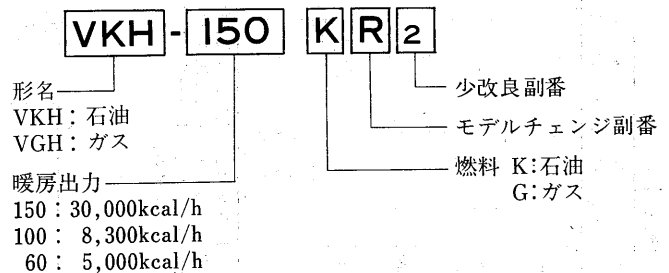 VKH-150 K R 2
形名
VKH：石油
VGH：ガス
暖房出力
150：30,000kcal/h
100： 8,300kcal/h
60： 5,000kcal/h
少改良副番
モデルチェンジ副番
燃料 K：石油
G：ガス